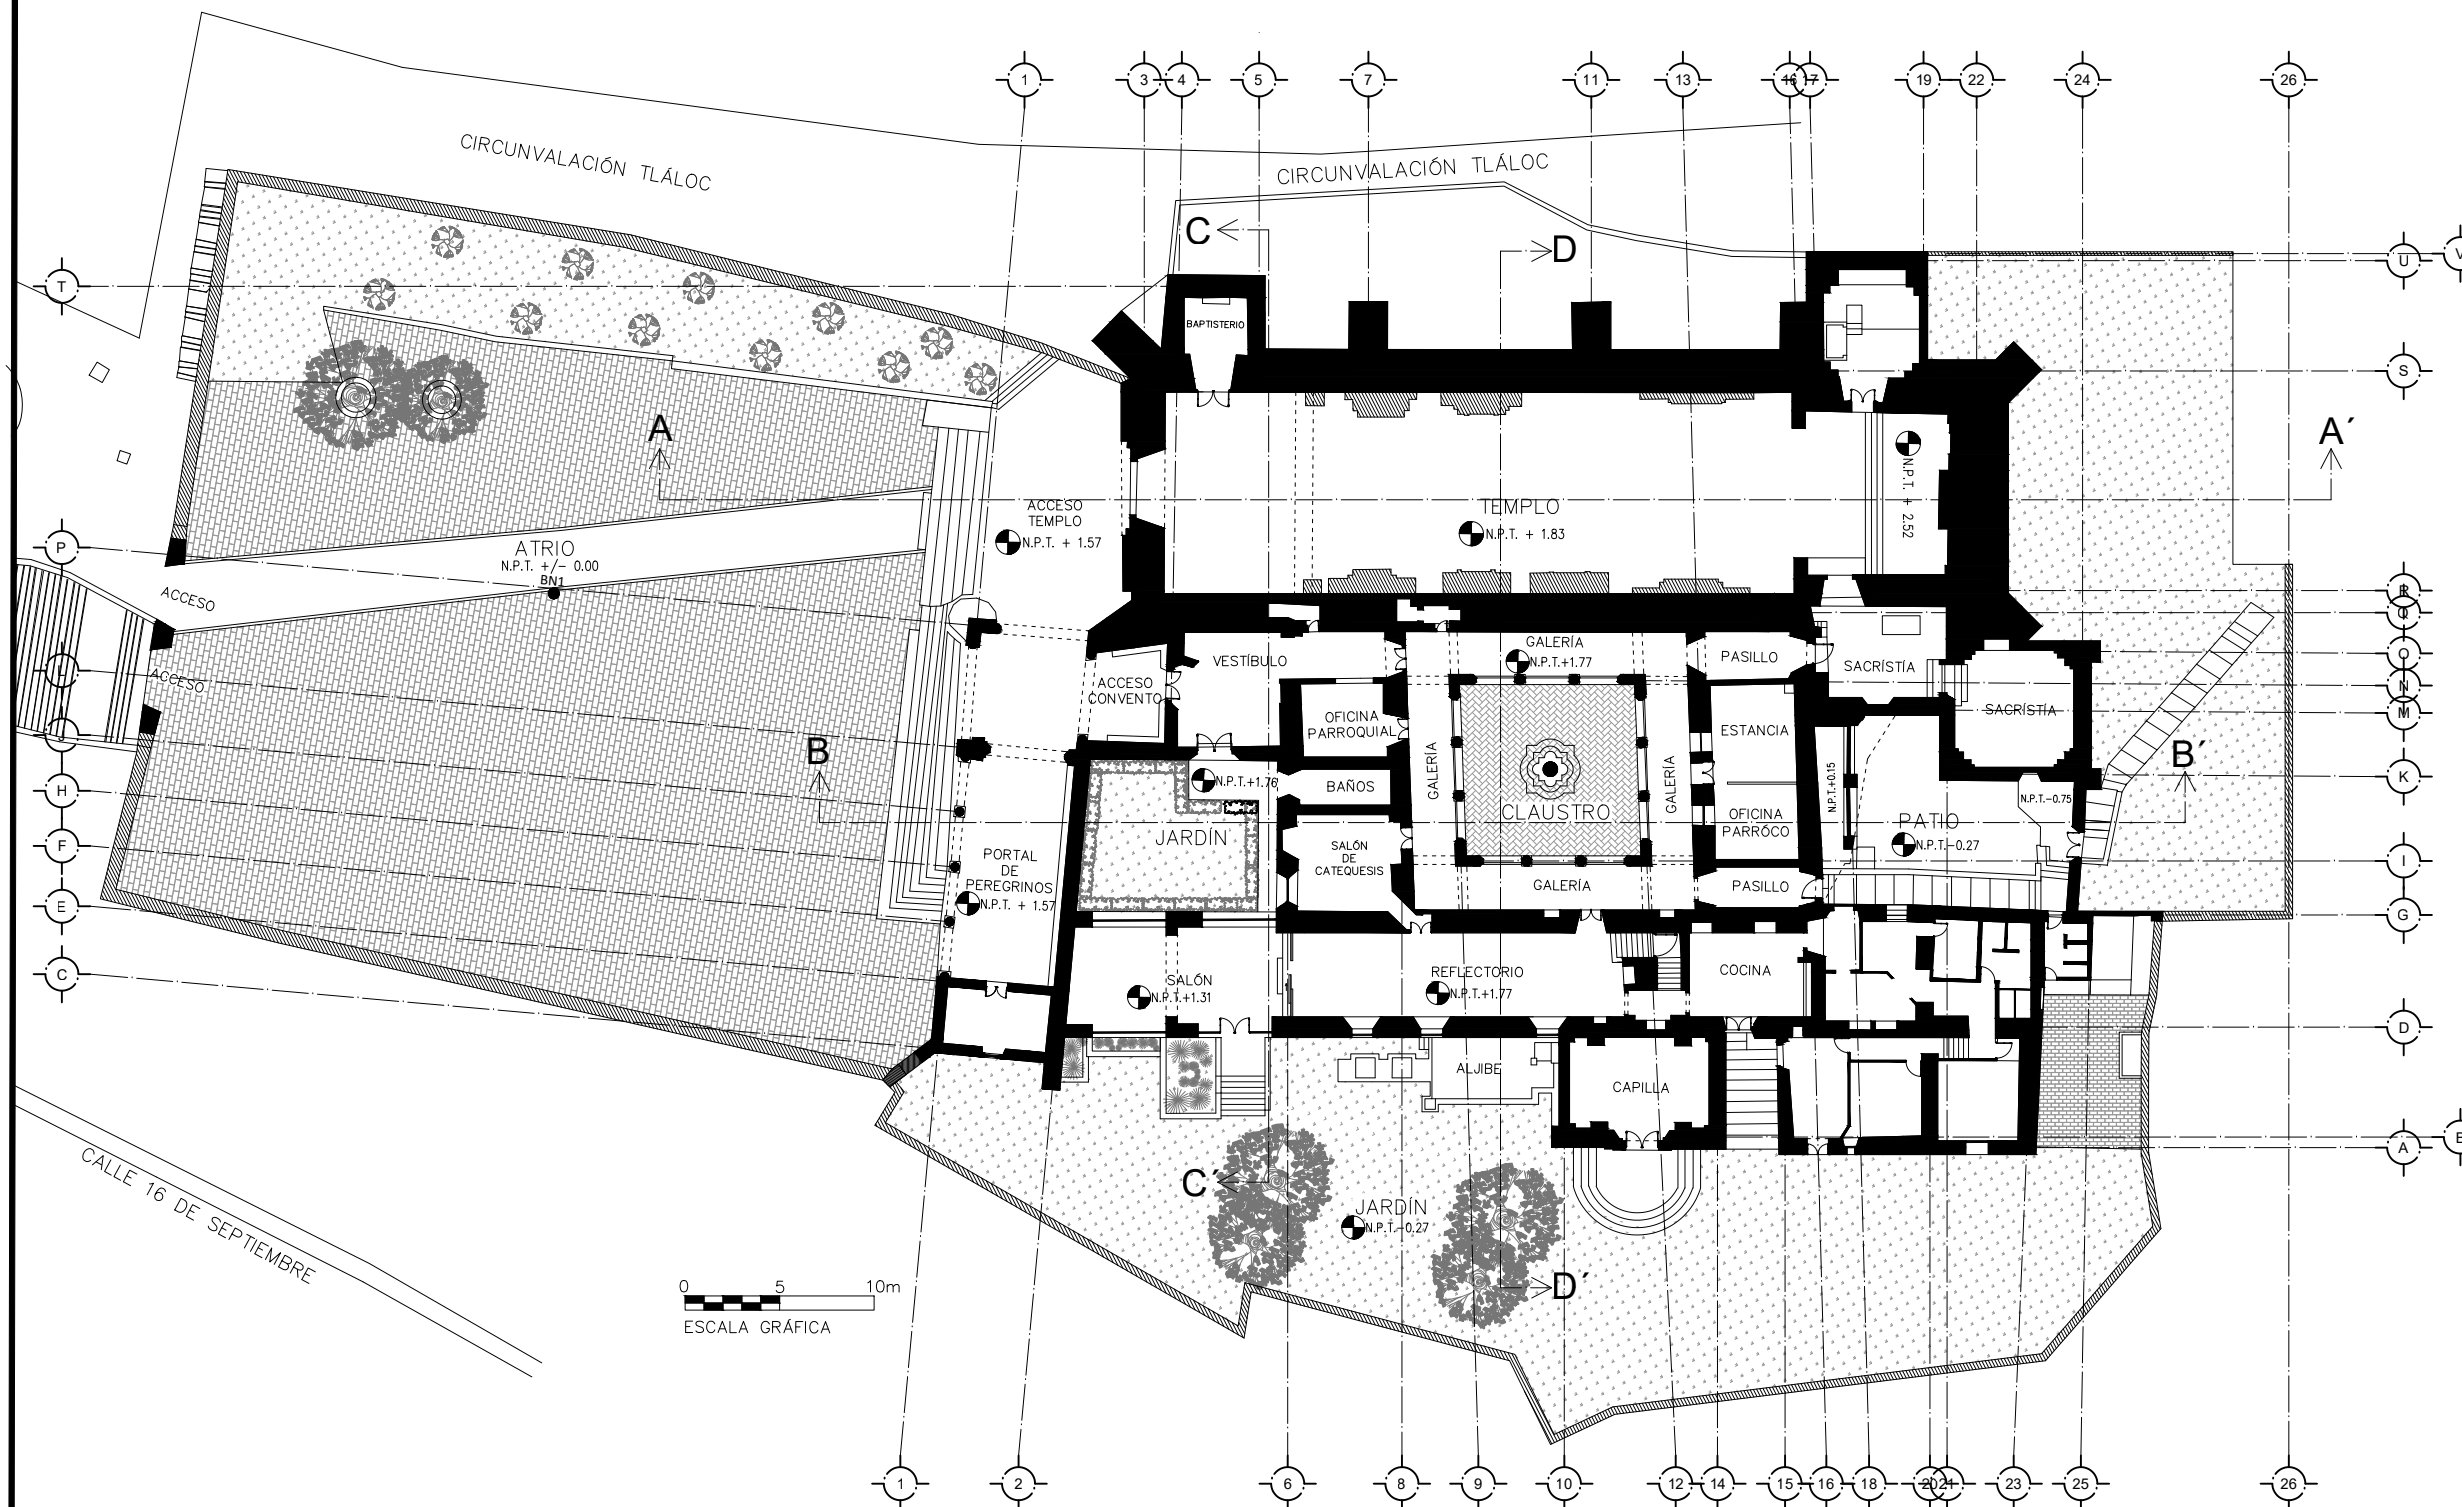 1
3
4
5
7
11
13
16
17
19
22
24
26
CIRCUNVALACIÓN TLÁLOC
CIRCUNVALACIÓN TLÁLOC
C
D
U
T
BAPTISTERIO
S
A
A´
N.P.T. + 2.52
ACCESO
TEMPLO
N.P.T. + 1.57
TEMPLO
N.P.T. + 1.83
P
ATRIO
N.P.T. +/- 0.00
BN1
ACCESO
R
Q
GALERÍA
N.P.T.+1.77
VESTÍBULO
PASILLO
SACRÍSTÍA
O
L
ACCESO
ACCESO
CONVENTO
N
OFICINA
PARROQUIAL
ESTANCIA
SACRÍSTÍA
M
J
B
B´
GALERÍA
GALERÍA
N.P.T.+1.76
BAÑOS
N.P.T.+0.15
N.P.T.-0.75
K
H
JARDÍN
CLAUSTRO
OFICINA
PARRÓCO
PATIO
N.P.T.-0.27
F
SALÓN
DE
CATEQUESIS
I
PORTAL
DE
PEREGRINOS
N.P.T. + 1.57
GALERÍA
PASILLO
E
G
C
SALÓN
N.P.T.+1.31
REFLECTORIO
N.P.T.+1.77
COCINA
D
ALJIBE
CAPILLA
A
CALLE 16 DE SEPTIEMBRE
C´
JARDÍN
N.P.T.-0.27
D´
0 5 10m
ESCALA GRÁFICA
1
2
6
8
9
10
12
14
15
16
18
20
21
23
25
26